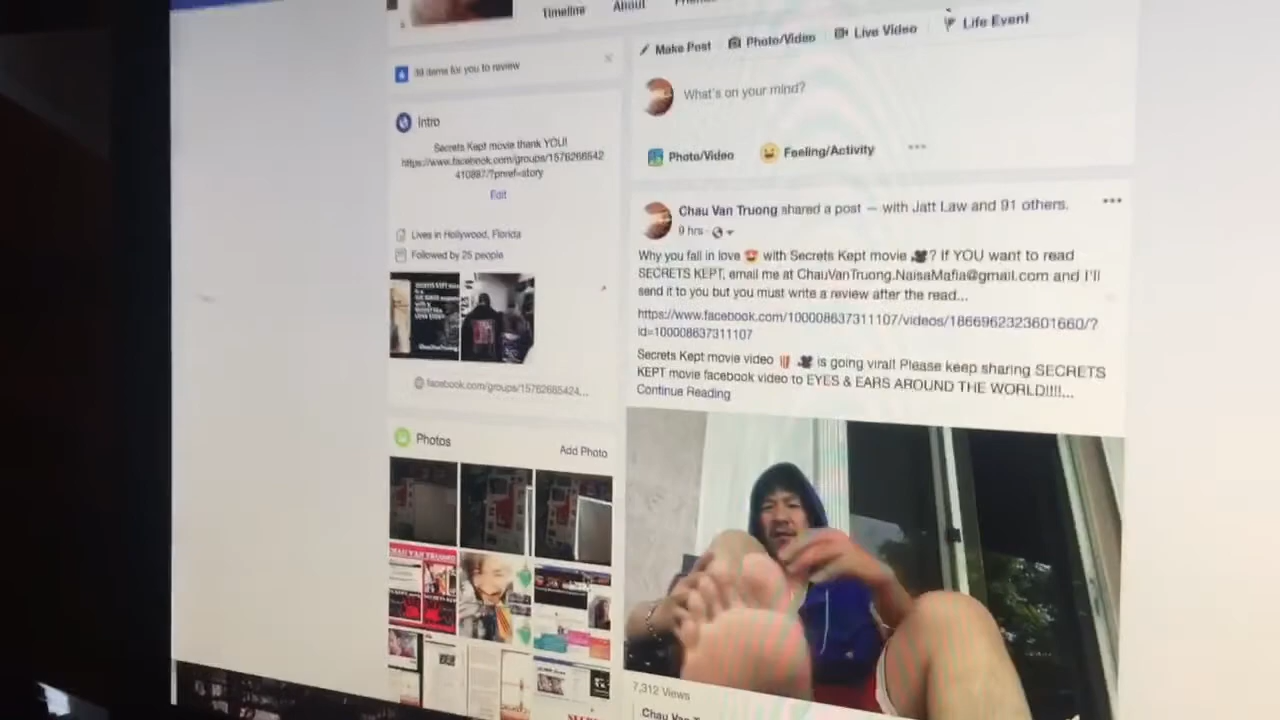 Timeline
About
Make Post
Photo/Video
Live Video
Life Event
39 items for you to review
What's on your mind?
Intro
Secrets Kept movie thank YOU!
Edit
Photo/Video
Feeling/Activity
Chau Van Truong shared a post — with Jatt Law and 91 others.
9 hrs
Lives in Hollywood, Florida
Followed by 25 people
Why you fall in love with Secrets Kept movie ? If YOU want to read
SECRETS KEPT, email me at ChauVanTruong.NaisaMafia@gmail.com and I'll
send it to you but you must write a review after the read...
https://www.facebook.com/100008637311107/videos/1866962323601660/?
id=100008637311107
Secrets Kept movie video is going viral! Please keep sharing SECRETS
KEPT movie facebook video to EYES & EARS AROUND THE WORLD!!!!...
Continue Reading
facebook.com/groups/15762665424...
Photos
Add Photo
7,312 Views